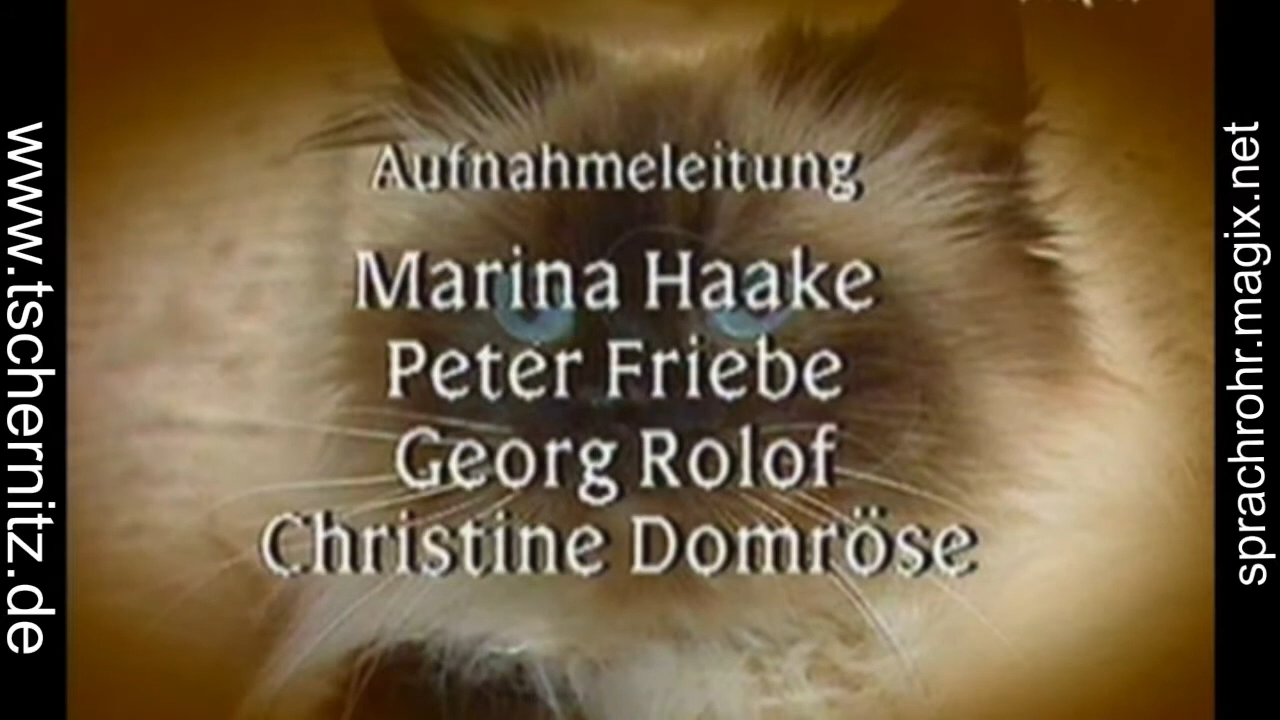 www.tschernitz.de
Aufnahmeleitung
Marina Haake
Peter Friebe
Georg Rolof
Christine Domröse
sprachrohr.magix.net